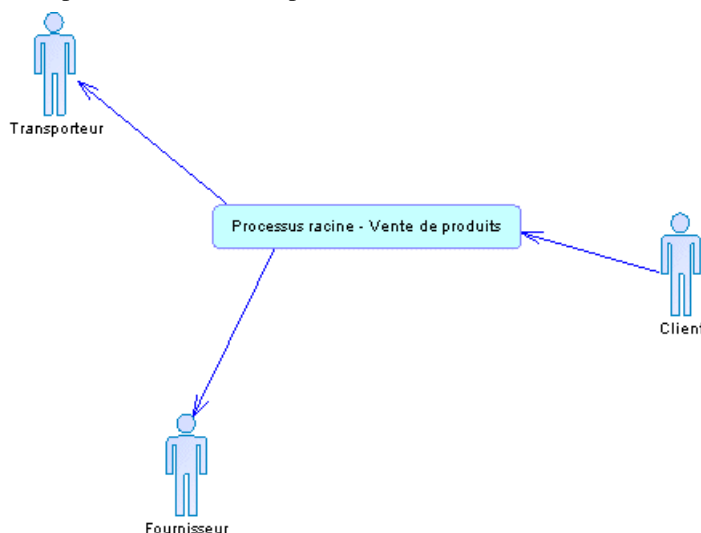 Transporteur
Processus racine - Vente de produits
Client
Fournisseur